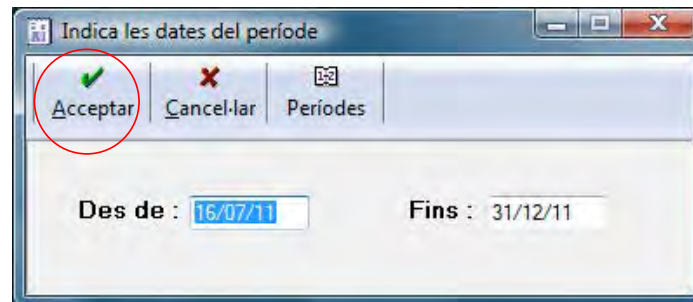 Indica les dates del període
Acceptar Cancel·lar Períodes
Des de : 16/07/11 Fins : 31/12/11